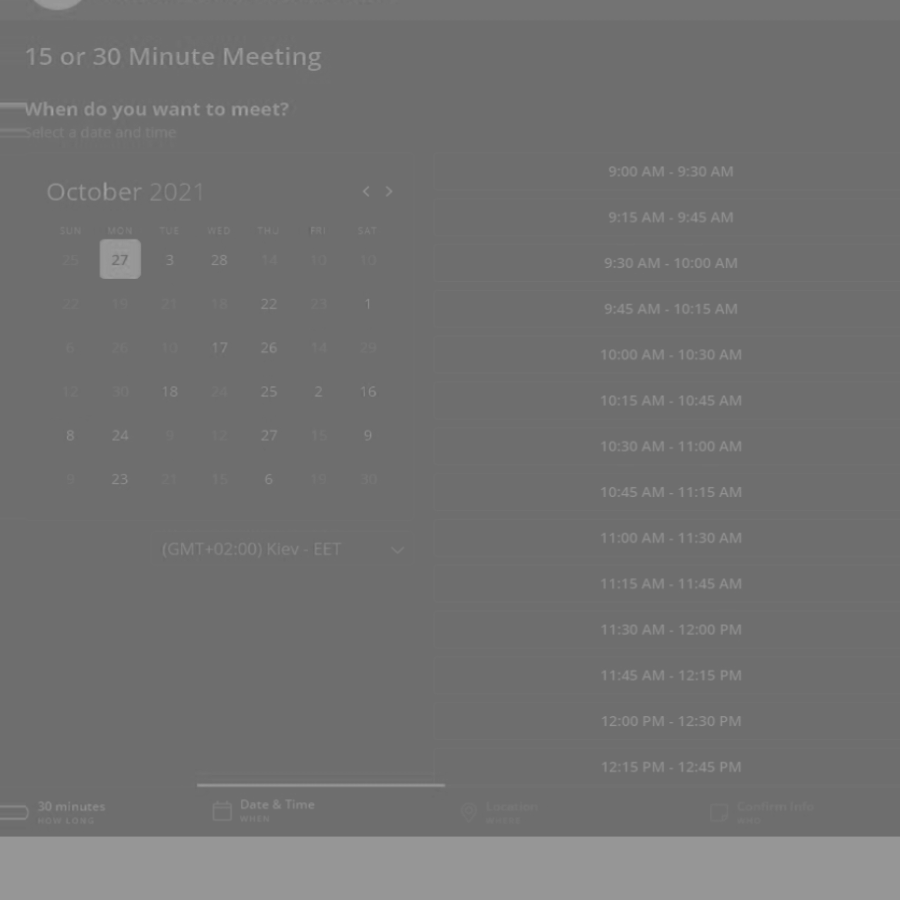 15 or 30 Minute Meeting
When do you want to meet?
Select a date and time
October 2021
SUN MON TUE WED THU FRI SAT
25 27 3 28 14 10 10
22 19 21 18 22 23 1
6 26 10 17 26 14 29
12 30 18 24 25 2 16
8 24 9 12 27 15 9
9 23 21 15 6 19 30
(GMT+02:00) Kiev - EET
9:00 AM - 9:30 AM
9:15 AM - 9:45 AM
9:30 AM - 10:00 AM
9:45 AM - 10:15 AM
10:00 AM - 10:30 AM
10:15 AM - 10:45 AM
10:30 AM - 11:00 AM
10:45 AM - 11:15 AM
11:00 AM - 11:30 AM
11:15 AM - 11:45 AM
11:30 AM - 12:00 PM
11:45 AM - 12:15 PM
12:00 PM - 12:30 PM
12:15 PM - 12:45 PM
30 minutes
HOW LONG
Date & Time
WHEN
Location
WHERE
Confirm Info